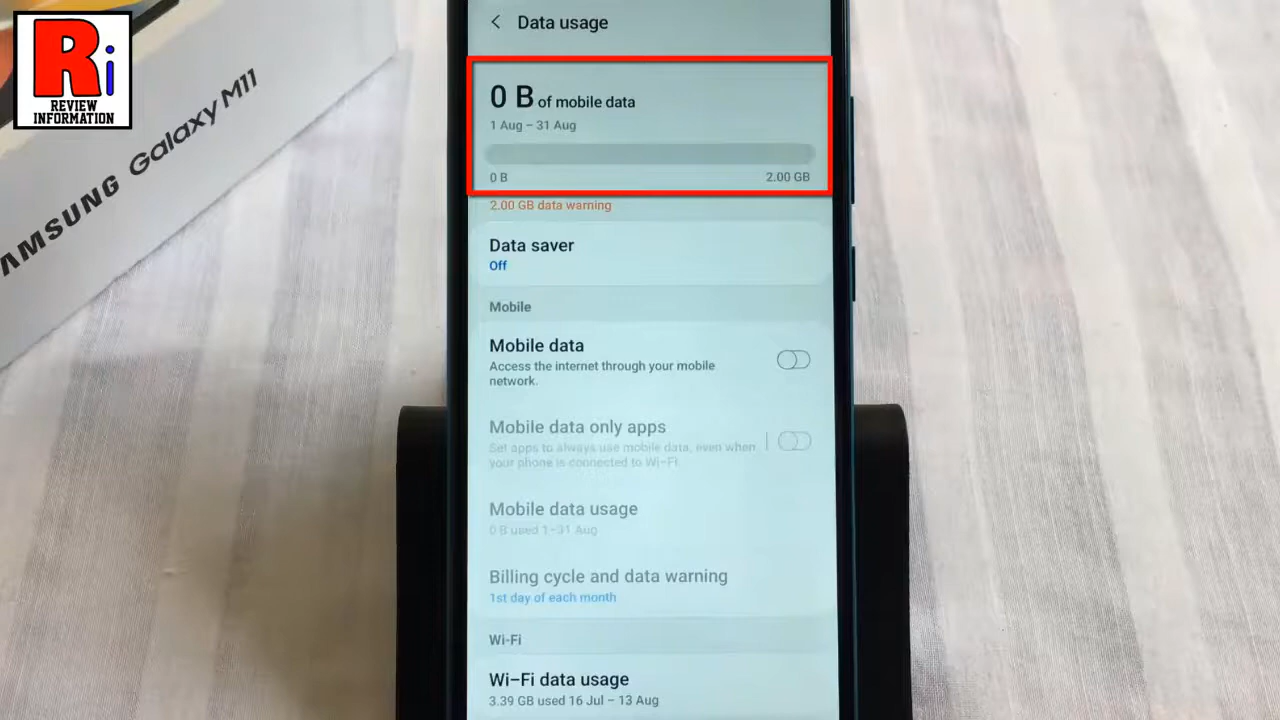 Ri
REVIEW
INFORMATION
SAMSUNG Galaxy M11
Data usage
0 B of mobile data
1 Aug – 31 Aug
0 B 2.00 GB
2.00 GB data warning
Data saver
Off
Mobile
Mobile data
Access the internet through your mobile
network.
Mobile data only apps
Set apps to always use mobile data, even when
your phone is connected to Wi-Fi.
Mobile data usage
0 B used 1–31 Aug
Billing cycle and data warning
1st day of each month
Wi-Fi
Wi-Fi data usage
3.39 GB used 16 Jul – 13 Aug